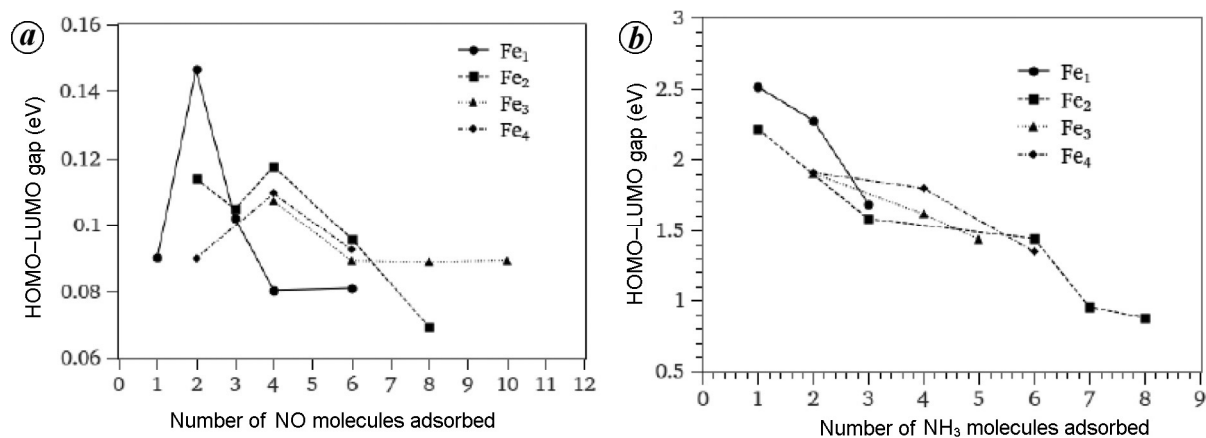 a
HOMO–LUMO gap (eV)
0.16
0.14
0.12
0.1
0.08
0.06
Fe₁
Fe₂
Fe₃
Fe₄
0 1 2 3 4 5 6 7 8 9 10 11 12
Number of NO molecules adsorbed
b
HOMO–LUMO gap (eV)
3
2.5
2
1.5
1
0.5
Fe₁
Fe₂
Fe₃
Fe₄
0 1 2 3 4 5 6 7 8 9
Number of NH₃ molecules adsorbed